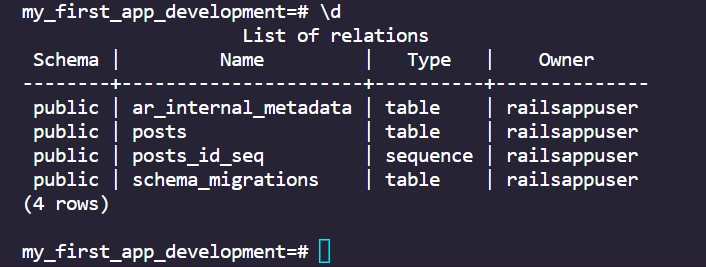 my_first_app_development=# \d
List of relations
Schema | Name | Type | Owner
--------+----------------------+----------+--------------
public | ar_internal_metadata | table | railsappuser
public | posts | table | railsappuser
public | posts_id_seq | sequence | railsappuser
public | schema_migrations | table | railsappuser
(4 rows)
my_first_app_development=#